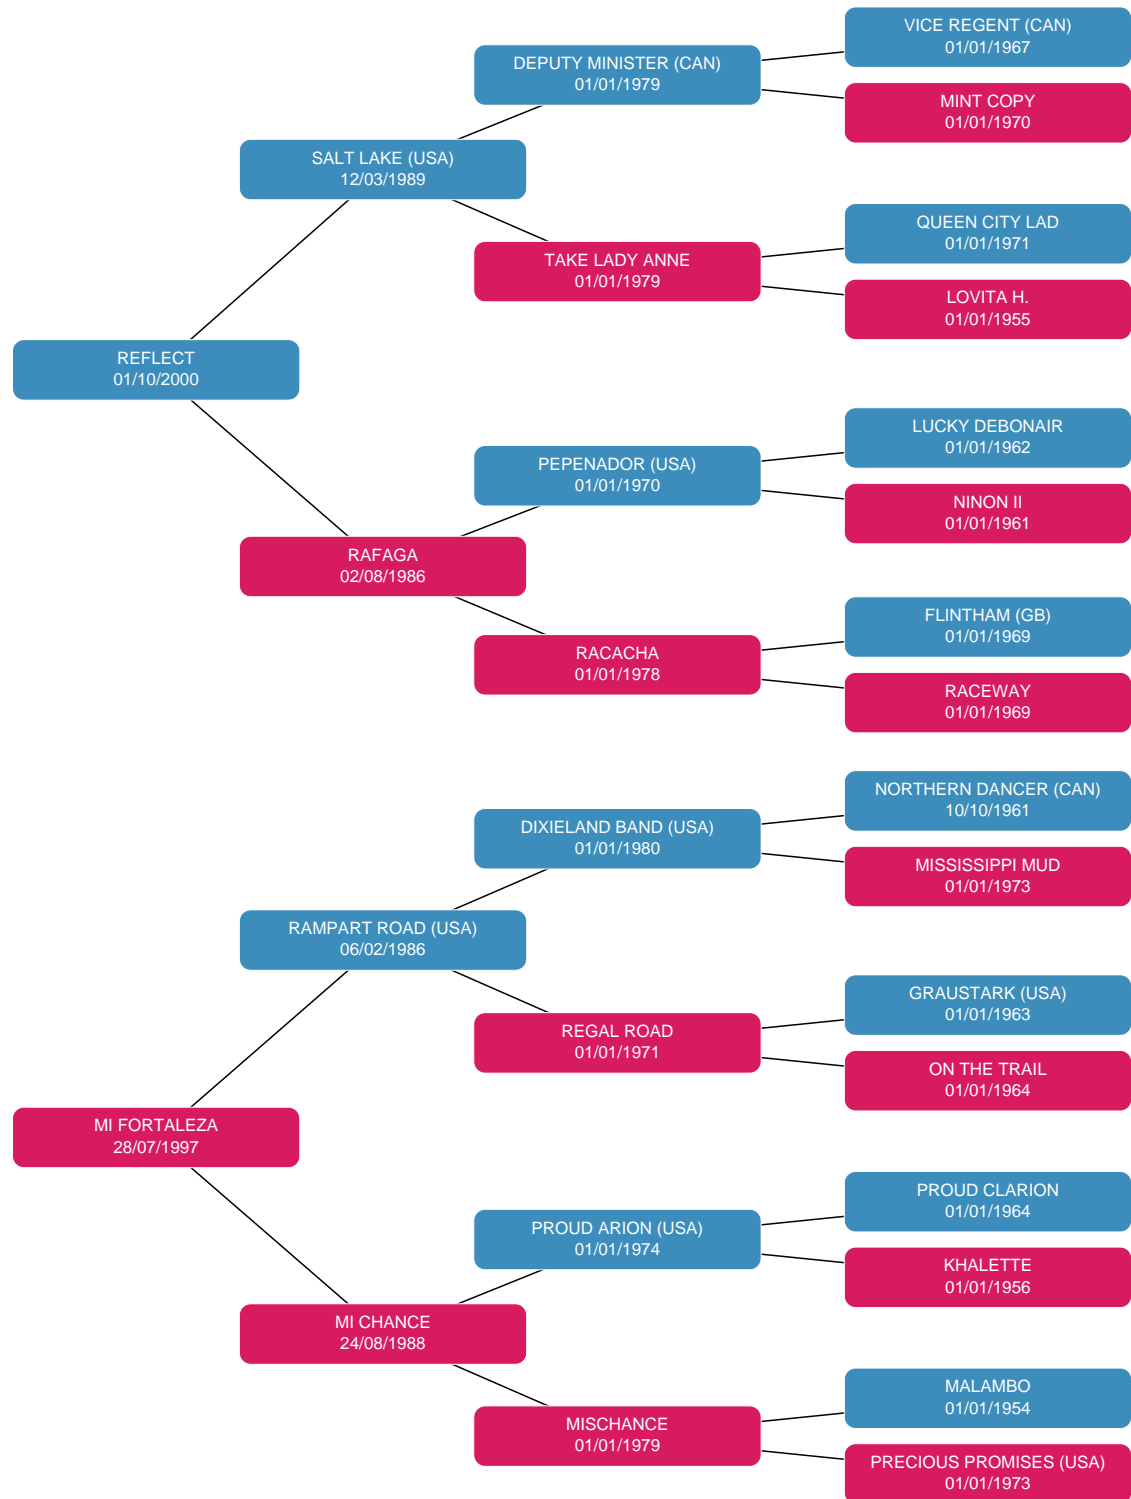 VICE REGENT (CAN)
01/01/1967
DEPUTY MINISTER (CAN)
01/01/1979
MINT COPY
01/01/1970
SALT LAKE (USA)
12/03/1989
QUEEN CITY LAD
01/01/1971
TAKE LADY ANNE
01/01/1979
LOVITA H.
01/01/1955
REFLECT
01/10/2000
LUCKY DEBONAIR
01/01/1962
PEPENADOR (USA)
01/01/1970
NINON II
01/01/1961
RAFAGA
02/08/1986
FLINTHAM (GB)
01/01/1969
RACACHA
01/01/1978
RACEWAY
01/01/1969
NORTHERN DANCER (CAN)
10/10/1961
DIXIELAND BAND (USA)
01/01/1980
MISSISSIPPI MUD
01/01/1973
RAMPART ROAD (USA)
06/02/1986
GRAUSTARK (USA)
01/01/1963
REGAL ROAD
01/01/1971
ON THE TRAIL
01/01/1964
MI FORTALEZA
28/07/1997
PROUD CLARION
01/01/1964
PROUD ARION (USA)
01/01/1974
KHALETTE
01/01/1956
MI CHANCE
24/08/1988
MALAMBO
01/01/1954
MISCHANCE
01/01/1979
PRECIOUS PROMISES (USA)
01/01/1973